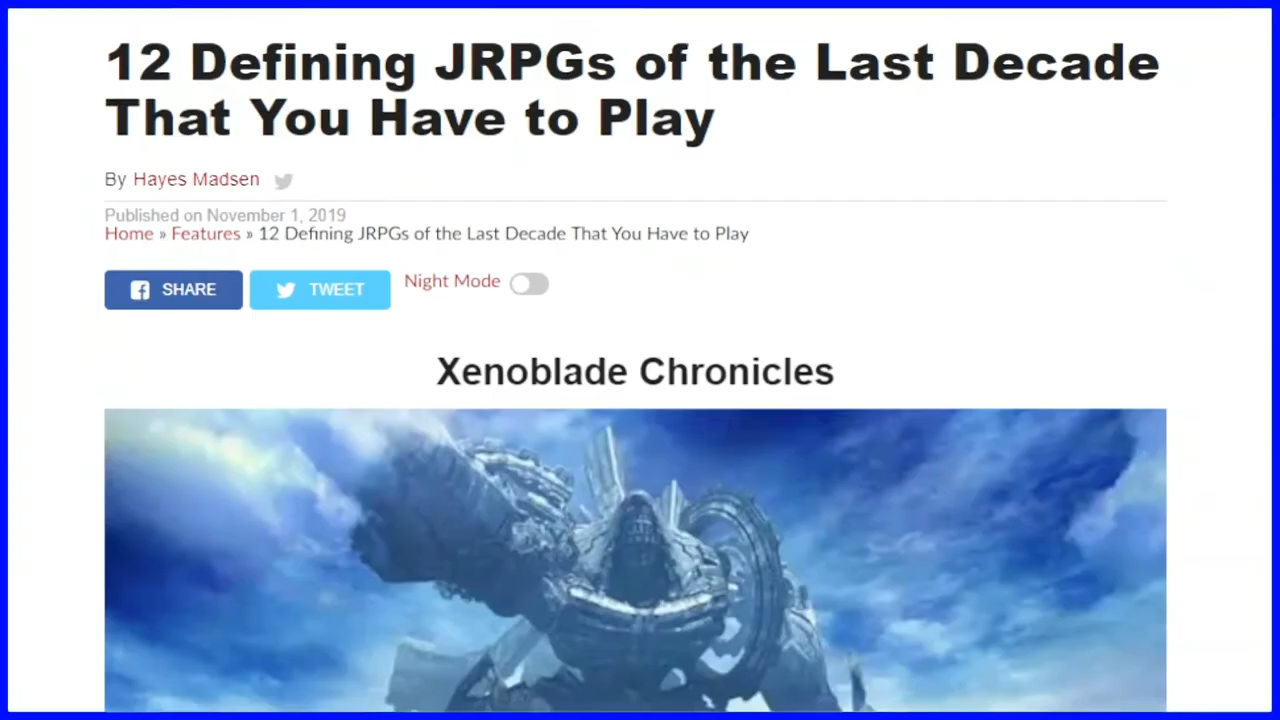 12 Defining JRPGs of the Last Decade
That You Have to Play
By Hayes Madsen
Published on November 1, 2019
Home » Features » 12 Defining JRPGs of the Last Decade That You Have to Play
SHARE TWEET Night Mode
Xenoblade Chronicles